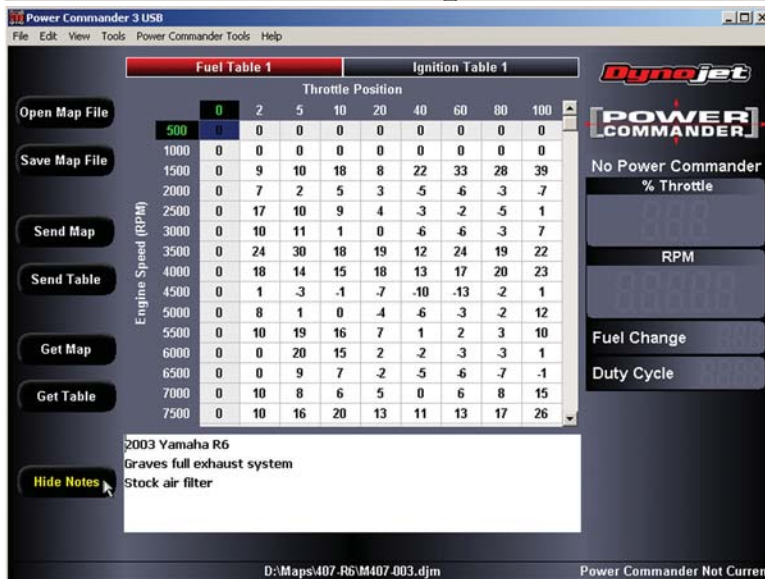 Power Commander 3 USB
File Edit View Tools Power Commander Tools Help
Fuel Table 1 Ignition Table 1
Throttle Position
0 2 5 10 20 40 60 80 100
500 0 0 0 0 0 0 0 0 0
1000 0 0 0 0 0 0 0 0 0
1500 0 9 10 18 8 22 33 28 39
2000 0 7 2 5 3 -5 -6 -3 -7
2500 0 17 10 9 4 -3 -2 -5 1
3000 0 10 11 1 0 -6 -6 -3 7
3500 0 24 30 18 19 12 24 19 22
4000 0 18 14 15 18 13 17 20 23
4500 0 1 -3 -1 -7 -10 -13 -2 1
5000 0 8 1 0 -4 -6 -3 -2 12
5500 0 10 19 16 7 1 2 3 10
6000 0 0 20 15 2 -2 -3 -3 1
6500 0 0 9 7 -2 -5 -6 -7 -1
7000 0 10 8 6 5 0 6 8 15
7500 0 10 16 20 13 11 13 17 26
Engine Speed (RPM)
Open Map File
Save Map File
Send Map
Send Table
Get Map
Get Table
Hide Notes
2003 Yamaha R6
Graves full exhaust system
Stock air filter
Dynojet
POWER
COMMANDER
No Power Commander
% Throttle
RPM
Fuel Change
Duty Cycle
D:\Maps\407-R6\M407-003.djm
Power Commander Not Curren